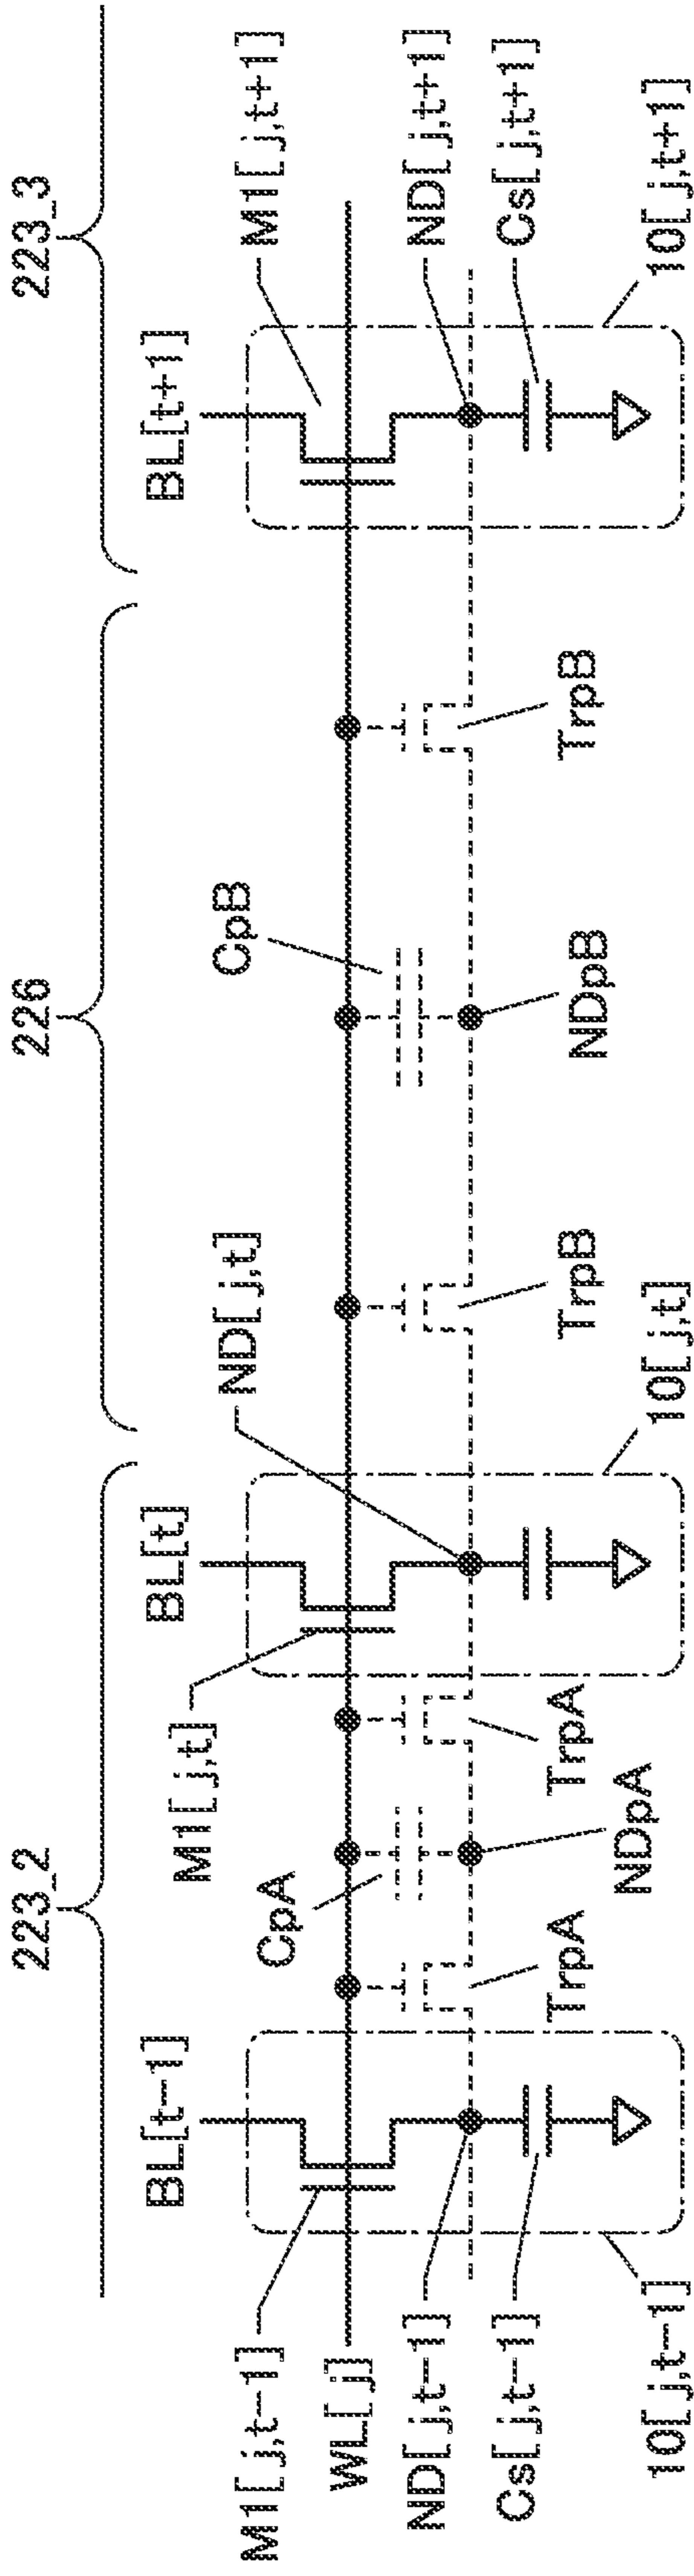 223_2
226
223_3
BL[t−1]
BL[t]
BL[t+1]
M1[j,t−1]
M1[j,t]
ND[j,t]
CpA
CpB
M1[j,t+1]
WL[j]
ND[j,t−1]
ND[j,t+1]
Cs[j,t−1]
Cs[j,t+1]
TrpA
TrpA
TrpB
TrpB
NDpA
NDpB
10[j,t−1]
10[j,t]
10[j,t+1]